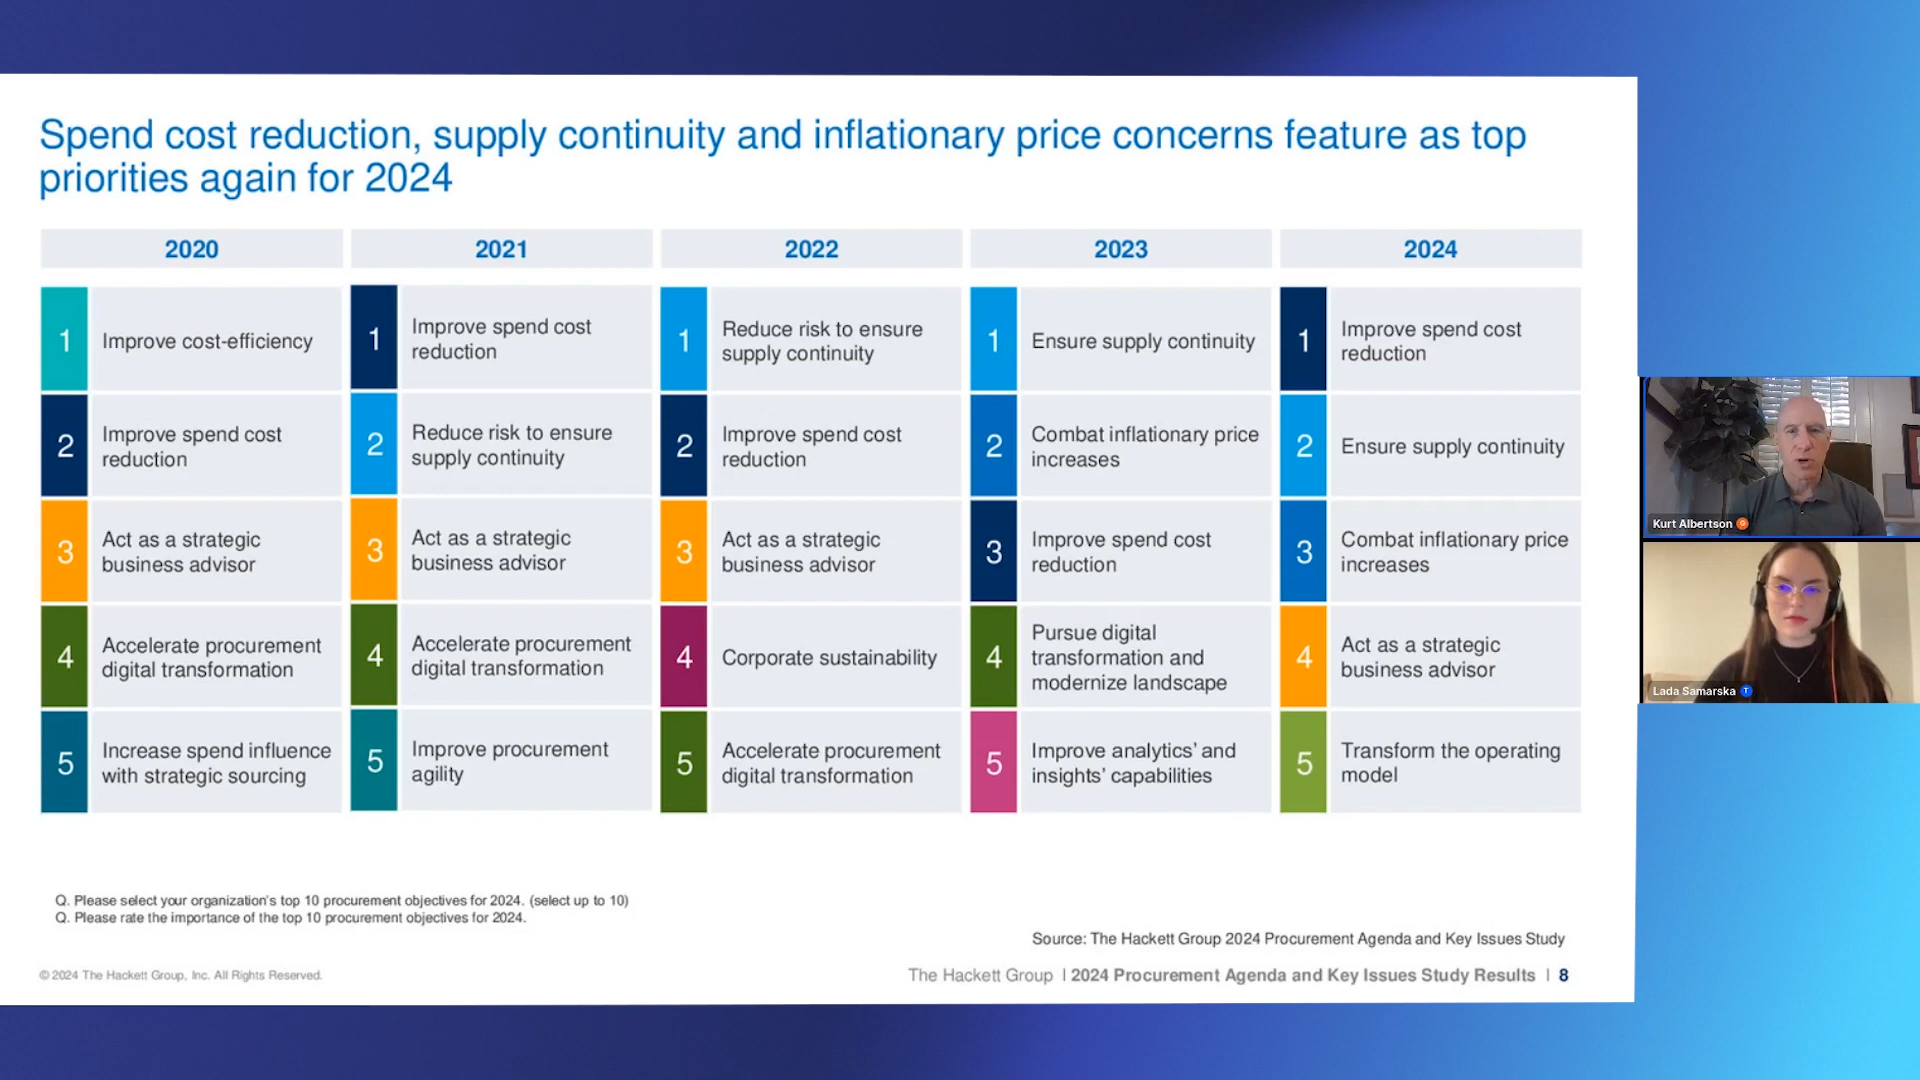 Spend cost reduction, supply continuity and inflationary price concerns feature as top
priorities again for 2024
2020
1
Improve cost-efficiency
2
Improve spend cost
reduction
3
Act as a strategic
business advisor
4
Accelerate procurement
digital transformation
5
Increase spend influence
with strategic sourcing
2021
1
Improve spend cost
reduction
2
Reduce risk to ensure
supply continuity
3
Act as a strategic
business advisor
4
Accelerate procurement
digital transformation
5
Improve procurement
agility
2022
1
Reduce risk to ensure
supply continuity
2
Improve spend cost
reduction
3
Act as a strategic
business advisor
4
Corporate sustainability
5
Accelerate procurement
digital transformation
2023
1
Ensure supply continuity
2
Combat inflationary price
increases
3
Improve spend cost
reduction
4
Pursue digital
transformation and
modernize landscape
5
Improve analytics' and
insights' capabilities
2024
1
Improve spend cost
reduction
2
Ensure supply continuity
3
Combat inflationary price
increases
4
Act as a strategic
business advisor
5
Transform the operating
model
Q. Please select your organization's top 10 procurement objectives for 2024. (select up to 10)
Q. Please rate the importance of the top 10 procurement objectives for 2024.
Source: The Hackett Group 2024 Procurement Agenda and Key Issues Study
© 2024 The Hackett Group, Inc. All Rights Reserved.
The Hackett Group | 2024 Procurement Agenda and Key Issues Study Results | 8
Kurt Albertson G
Lada Samarska T